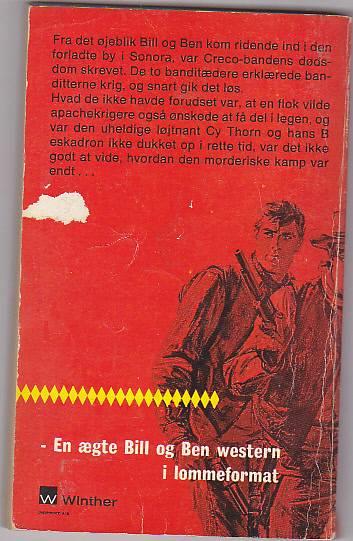 Fra det øjeblik Bill og Ben kom ridende ind i den
forladte by i Sonora, var Creco-bandens døds-
dom skrevet. De to banditædere erklærede ban-
ditterne krig, og snart gik det løs.
Hvad de ikke havde forudset var, at en flok vilde
apachekrigere også ønskede at få del i legen, og
var den uheldige løjtnant Cy Thorn og hans B
eskadron ikke dukket op i rette tid, var det ikke
godt at vide, hvordan den morderiske kamp var
endt . . .
- En ægte Bill og Ben western
i lommeformat
W Winther